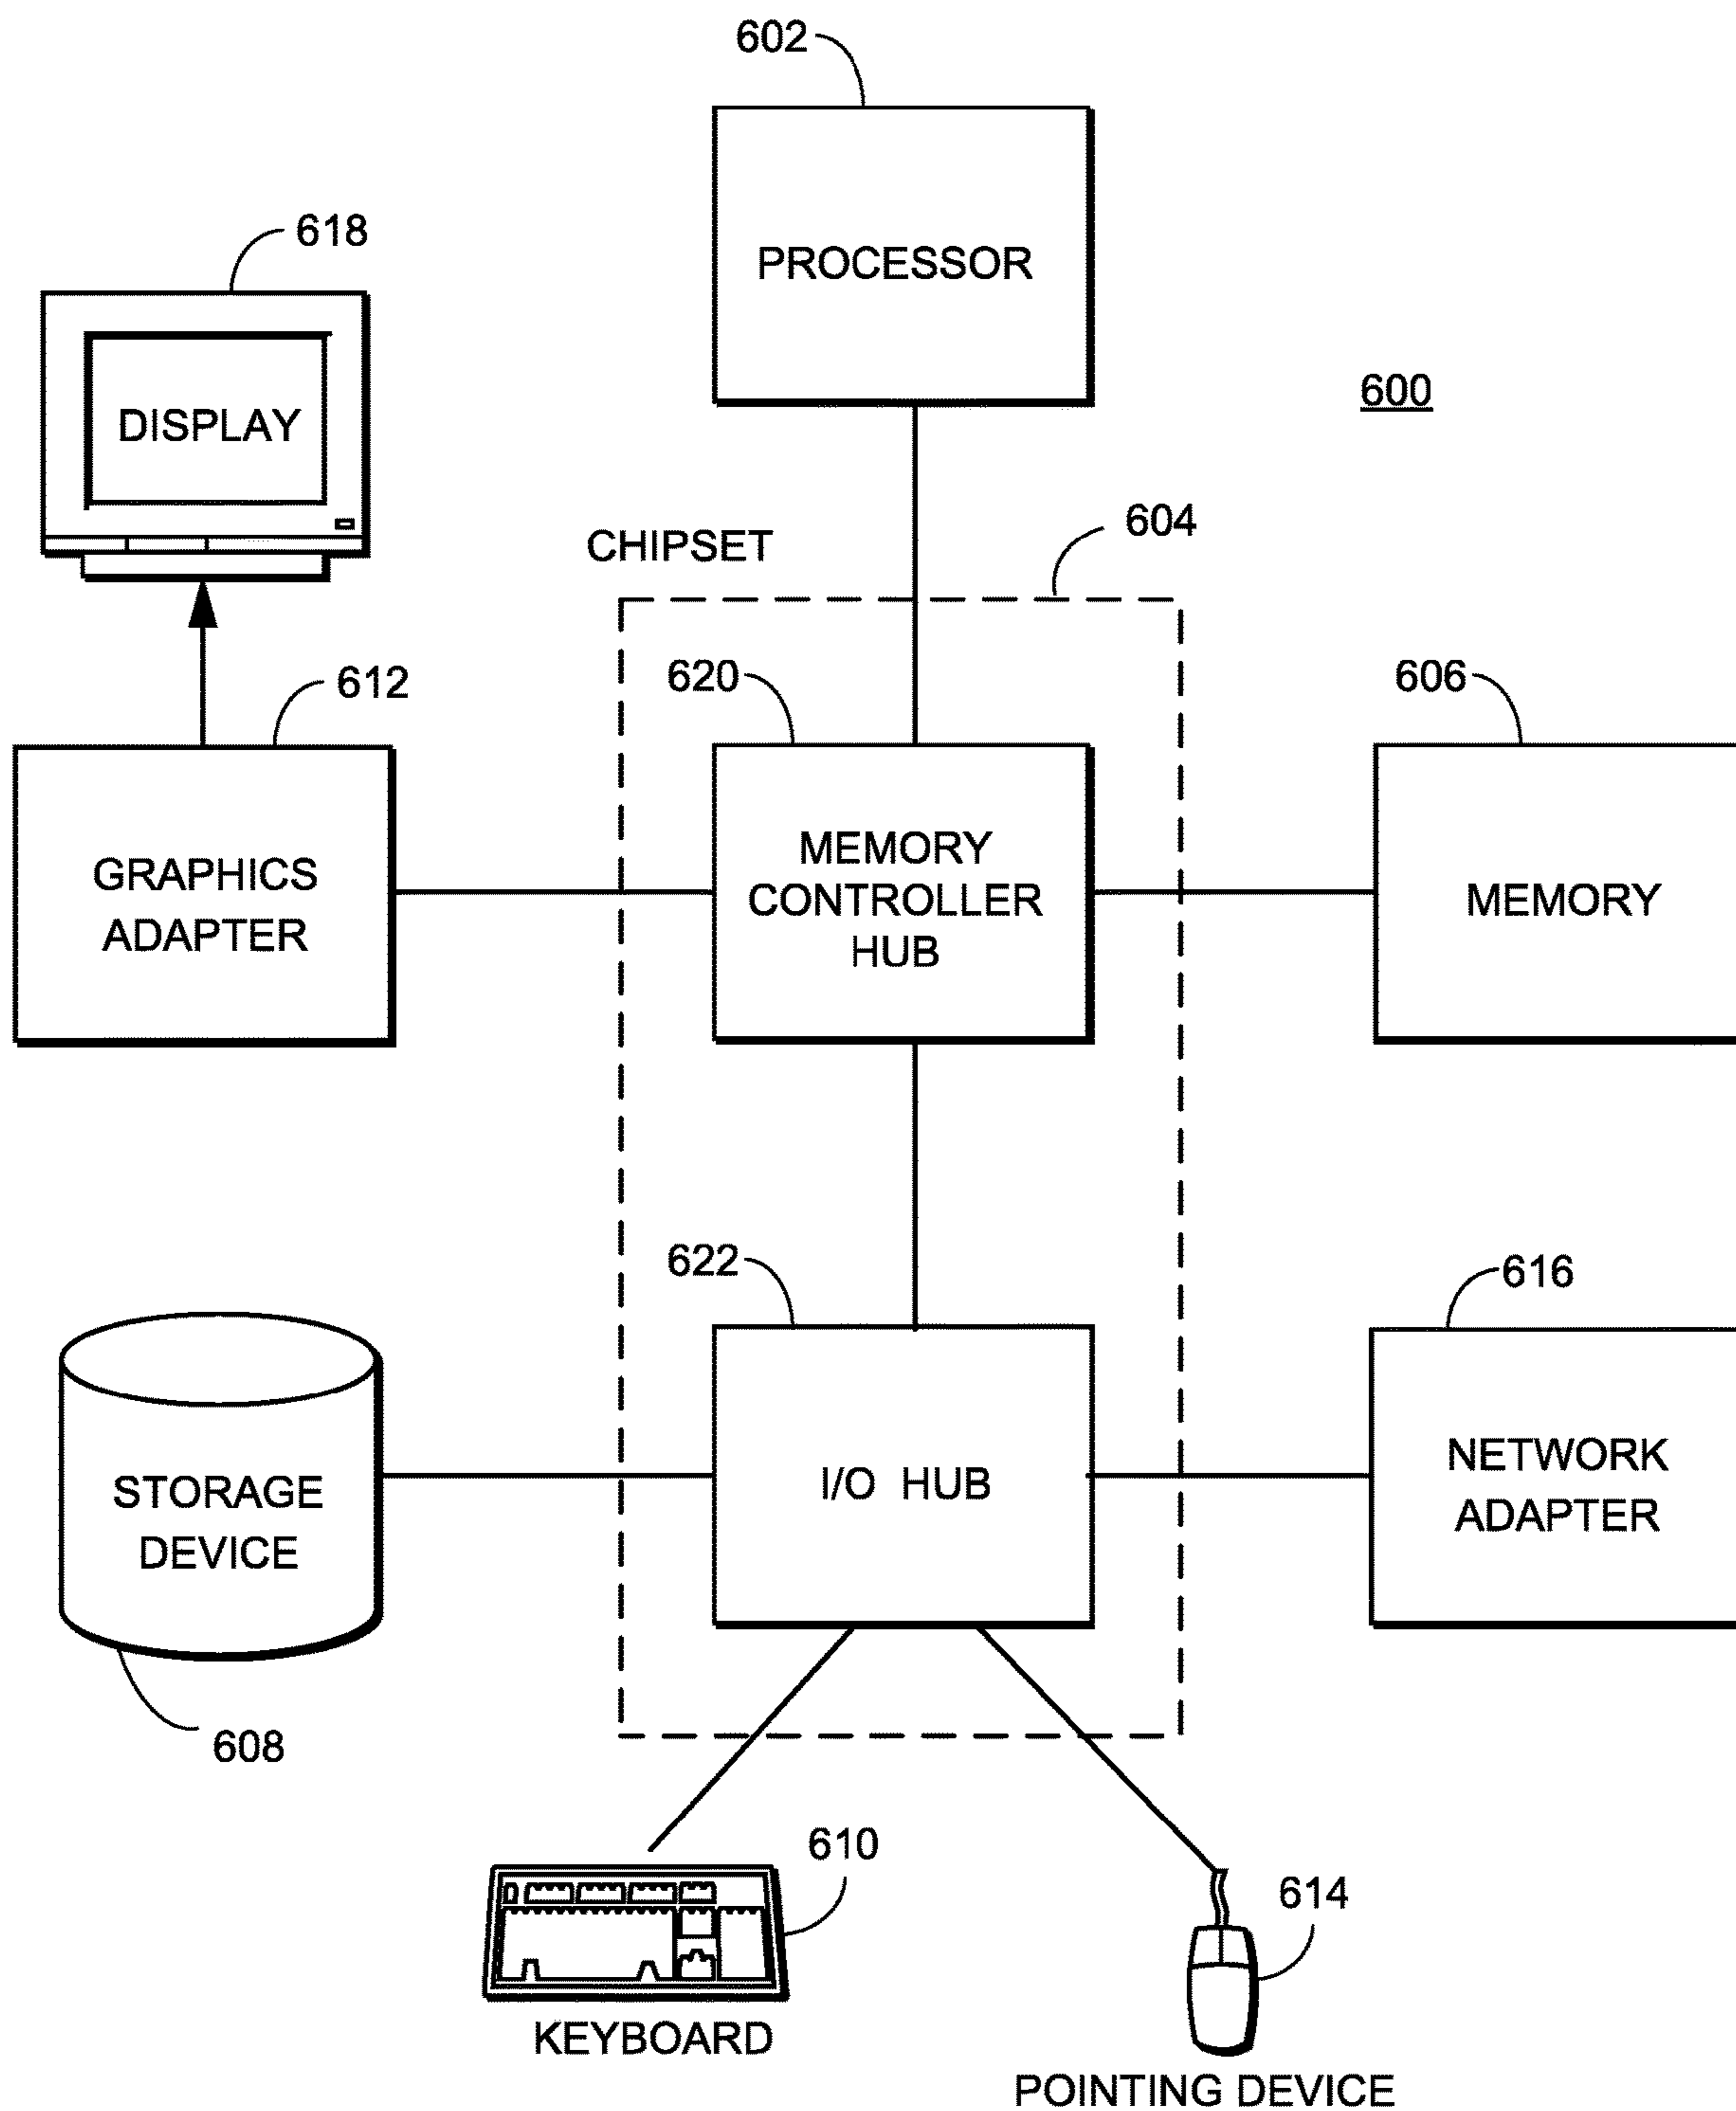 602
PROCESSOR
618
DISPLAY
600
CHIPSET
604
612
620
606
GRAPHICS
ADAPTER
MEMORY
CONTROLLER
HUB
MEMORY
622
616
STORAGE
DEVICE
I/O HUB
NETWORK
ADAPTER
608
610
614
KEYBOARD
POINTING DEVICE